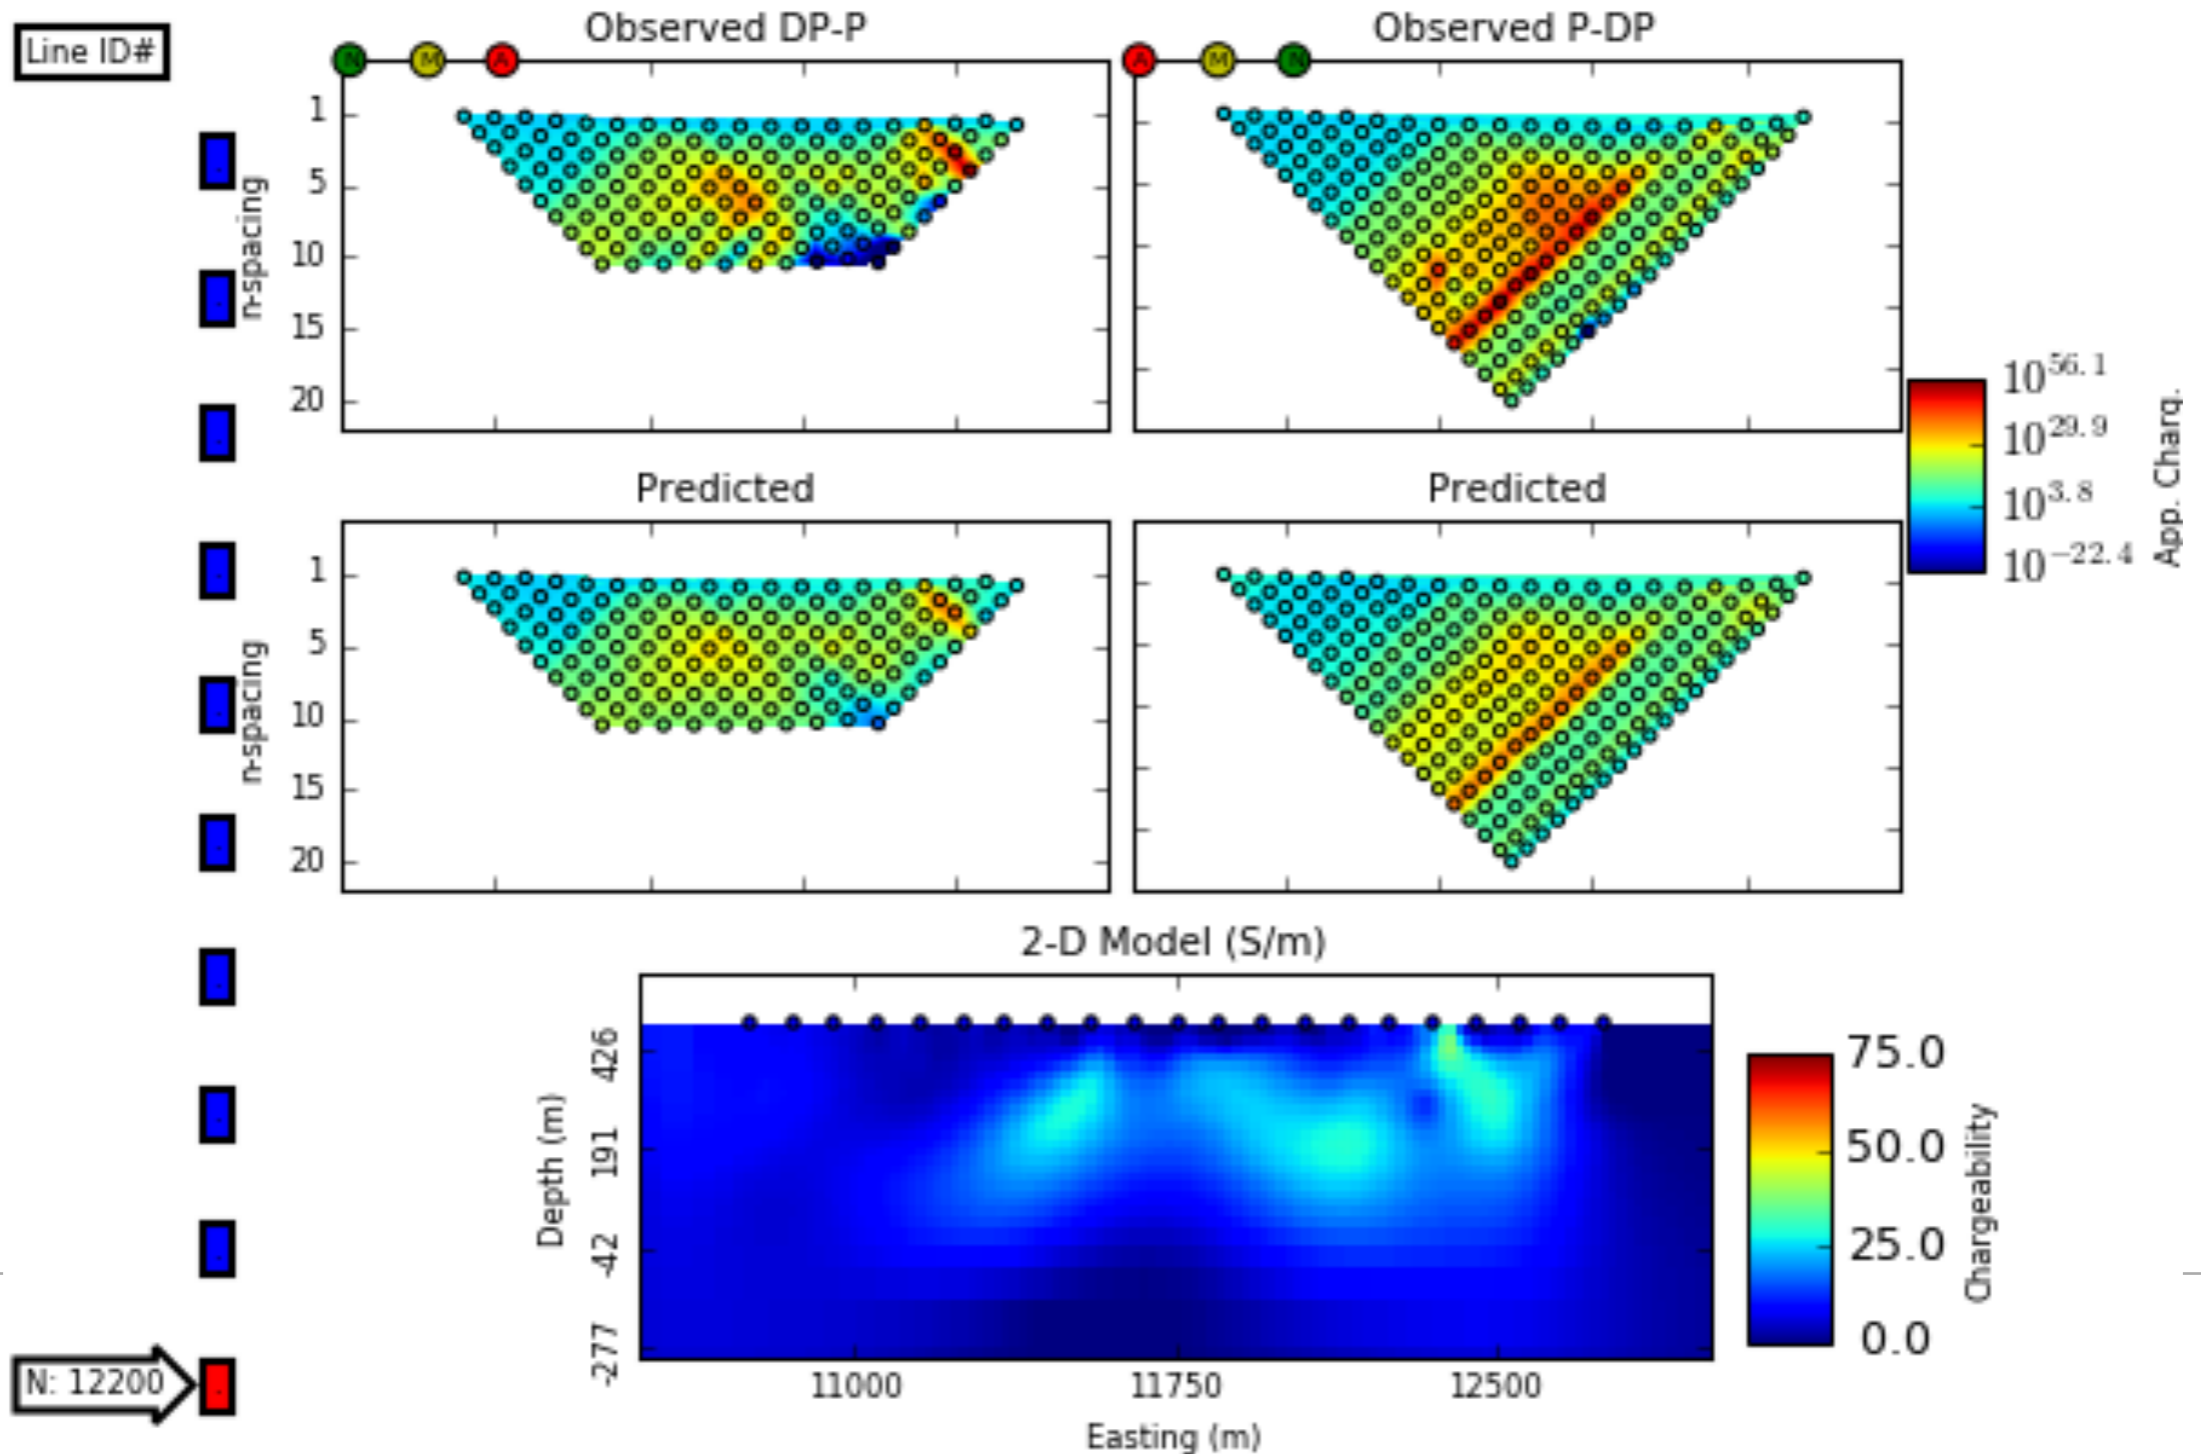 Line ID#
Observed DP-P
Observed P-DP
N M A
A M N
n-spacing
1
5
10
15
20
10^56.1
10^29.9
10^3.8
10^-22.4
App. Charg.
Predicted
Predicted
n-spacing
1
5
10
15
20
2-D Model (S/m)
Depth (m)
426
191
-42
-277
11000 11750 12500
Easting (m)
75.0
50.0
25.0
0.0
Chargeability
N: 12200